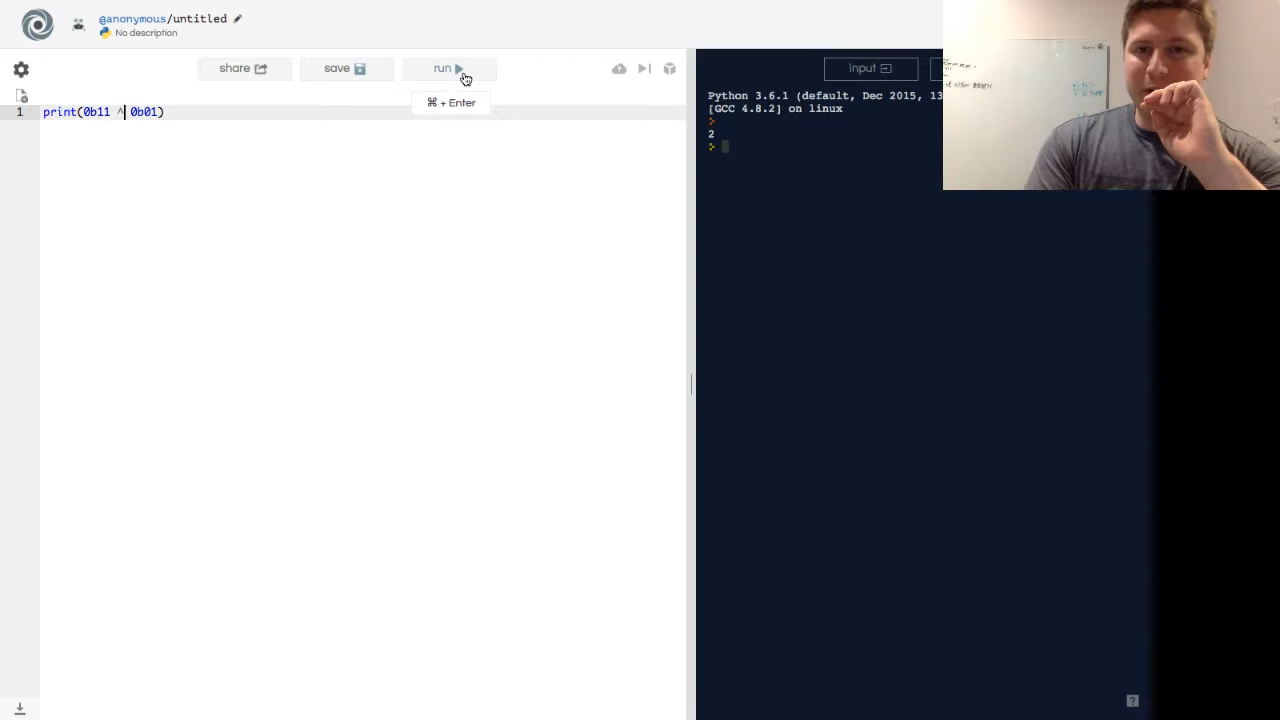 @anonymous/untitled
No description
share
save
run
input
⌘ + Enter
1
print(0b11 ^ 0b01)
Python 3.6.1 (default, Dec 2015, 13
[GCC 4.8.2] on linux
2
?